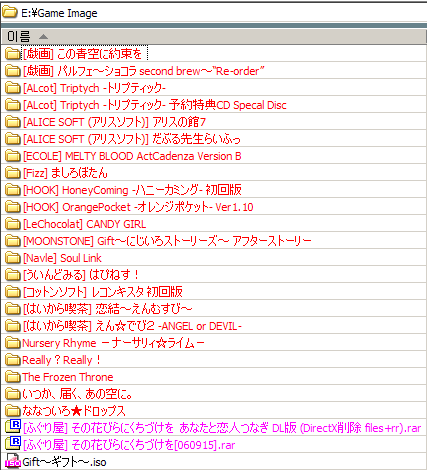 E:\Game Image
이름
[戯画] この青空に約束を
[戯画] パルフェ～ショコラ second brew～“Re-order”
[ALcot] Triptych -トリプティック-
[ALcot] Triptych -トリプティック- 予約特典CD Specal Disc
[ALICE SOFT (アリスソフト)] アリスの館7
[ALICE SOFT (アリスソフト)] だぶる先生らいふっ
[ECOLE] MELTY BLOOD ActCadenza Version B
[Fizz] ましろぼたん
[HOOK] HoneyComing -ハニーカミング- 初回版
[HOOK] OrangePocket -オレンジポケット- Ver1.10
[LeChocolat] CANDY GIRL
[MOONSTONE] Gift～にじいろストーリーズ～ アフターストーリー
[Navle] Soul Link
[ういんどみる] はぴねす！
[コットンソフト] レコンキスタ 初回版
[はいから喫茶] 恋結～えんむすび～
[はいから喫茶] えん☆でび2 -ANGEL or DEVIL-
Nursery Rhyme －ナーサリィ☆ライム－
Really？Really！
The Frozen Throne
いつか、届く、あの空に。
ななついろ★ドロップス
[ふぐり屋] その花びらにくちづけを あなたと恋人つなぎ DL版 (DirectX削除 files+rr).rar
[ふぐり屋] その花びらにくちづけを[060915].rar
Gift～ギフト～.iso